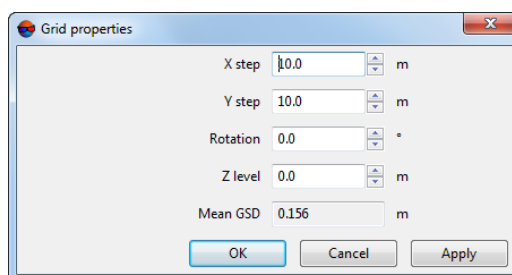 Grid properties
X step 10.0 m
Y step 10.0 m
Rotation 0.0 °
Z level 0.0 m
Mean GSD 0.156 m
OK Cancel Apply